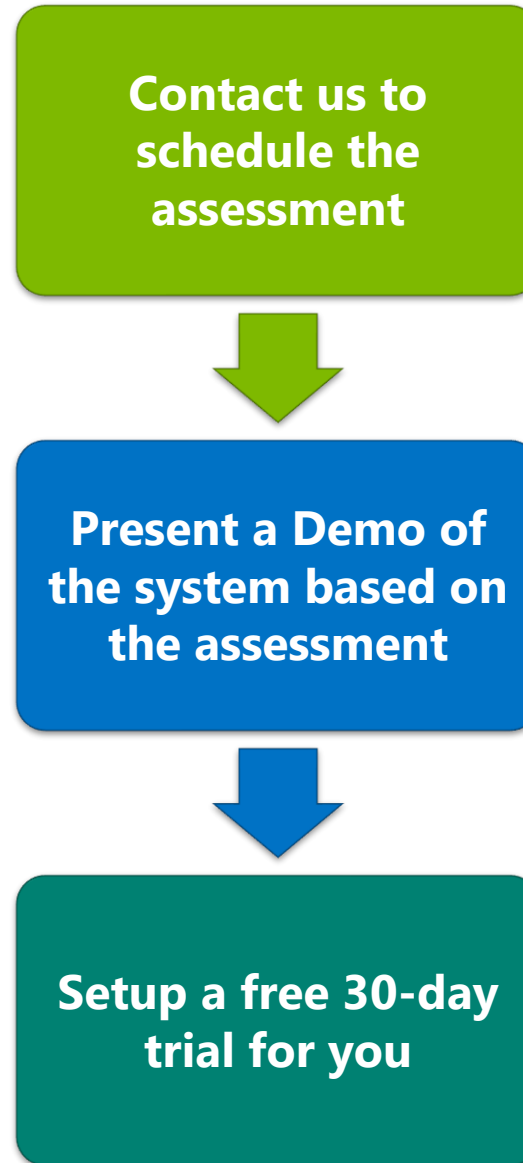 Contact us to
schedule the
assessment
Present a Demo of
the system based on
the assessment
Setup a free 30-day
trial for you